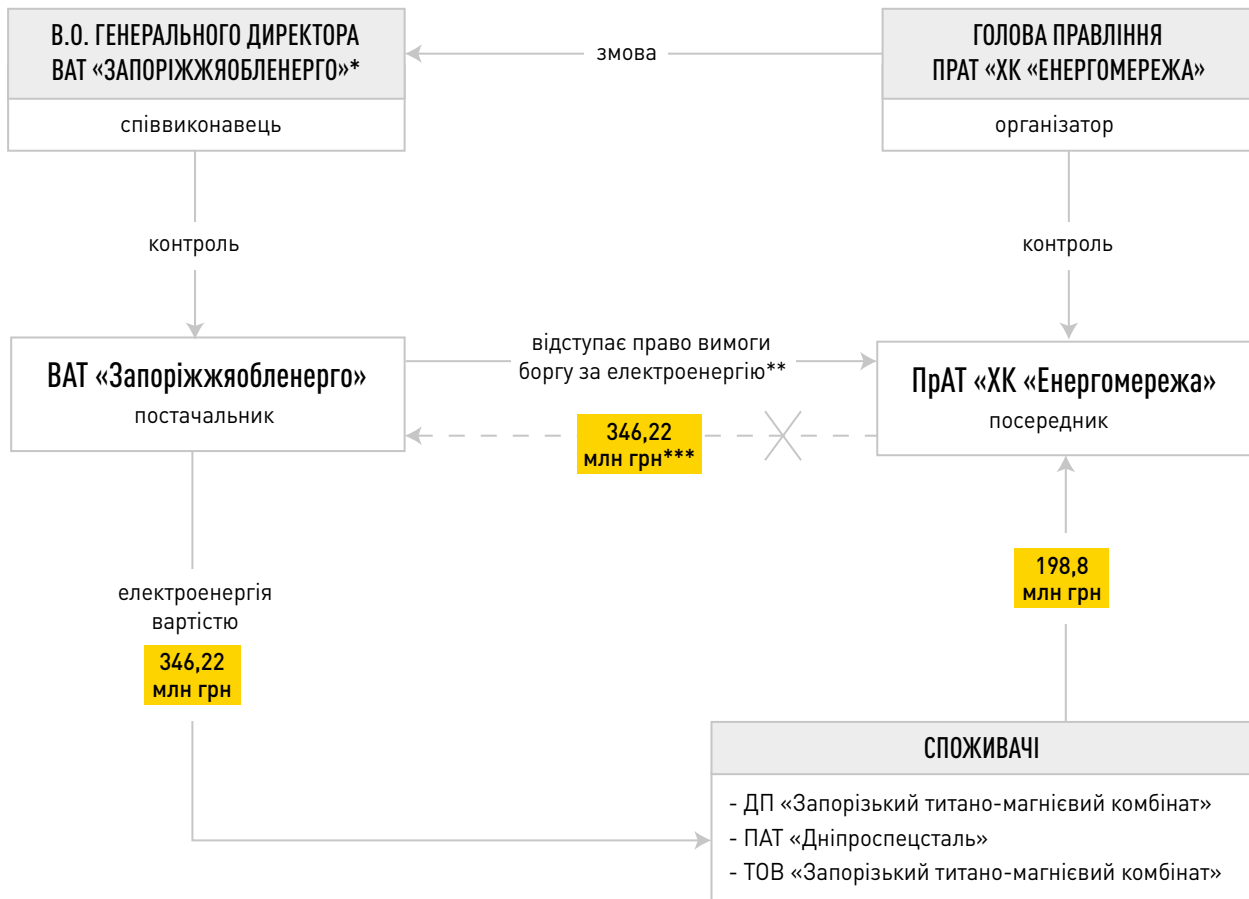 В.О. ГЕНЕРАЛЬНОГО ДИРЕКТОРА
ВАТ «ЗАПОРІЖЖЯОБЛЕНЕРГО»*
співвиконавець
змова
ГОЛОВА ПРАВЛІННЯ
ПРАТ «ХК «ЕНЕРГОМЕРЕЖА»
організатор
контроль
контроль
ВАТ «Запоріжжяобленерго»
постачальник
відступає право вимоги
боргу за електроенергію**
346,22
млн грн***
ПрАТ «ХК «Енергомережа»
посередник
електроенергія
вартістю
346,22
млн грн
198,8
млн грн
СПОЖИВАЧІ
- ДП «Запорізький титано-магнієвий комбінат»
- ПАТ «Дніпроспецсталь»
- ТОВ «Запорізький титано-магнієвий комбінат»